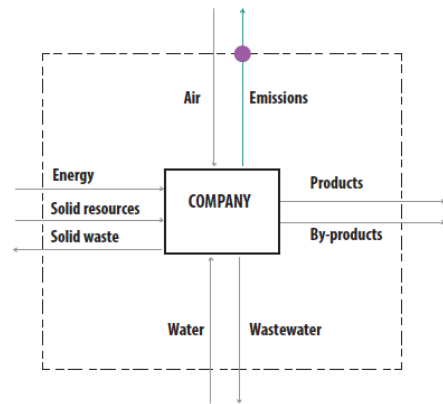 Air
Emissions
Energy
Solid resources
Solid waste
COMPANY
Products
By-products
Water
Wastewater